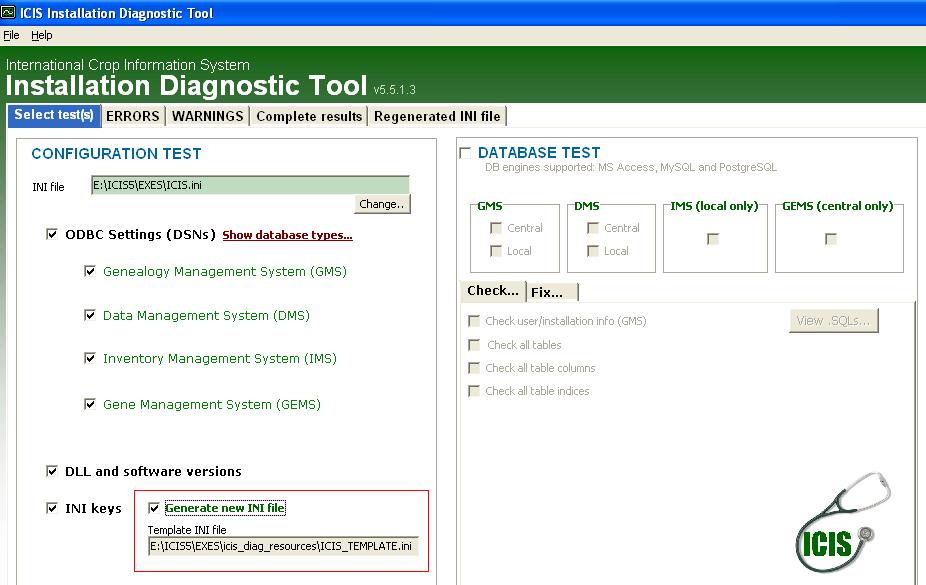 ICIS Installation Diagnostic Tool
File Help
International Crop Information System
Installation Diagnostic Tool v5.5.1.3
Select test(s) ERRORS WARNINGS Complete results Regenerated INI file
CONFIGURATION TEST
INI file E:\ICIS5\EXES\ICIS.ini
Change..
ODBC Settings (DSNs) Show database types...
Genealogy Management System (GMS)
Data Management System (DMS)
Inventory Management System (IMS)
Gene Management System (GEMS)
DLL and software versions
INI keys Generate new INI file
Template INI file
E:\ICIS5\EXES\icis_diag_resources\ICIS_TEMPLATE.ini
DATABASE TEST
DB engines supported: MS Access, MySQL and PostgreSQL
GMS DMS IMS (local only) GEMS (central only)
Central Central
Local Local
Check... Fix...
Check user/installation info (GMS) View .SQLs...
Check all tables
Check all table columns
Check all table indices
ICIS